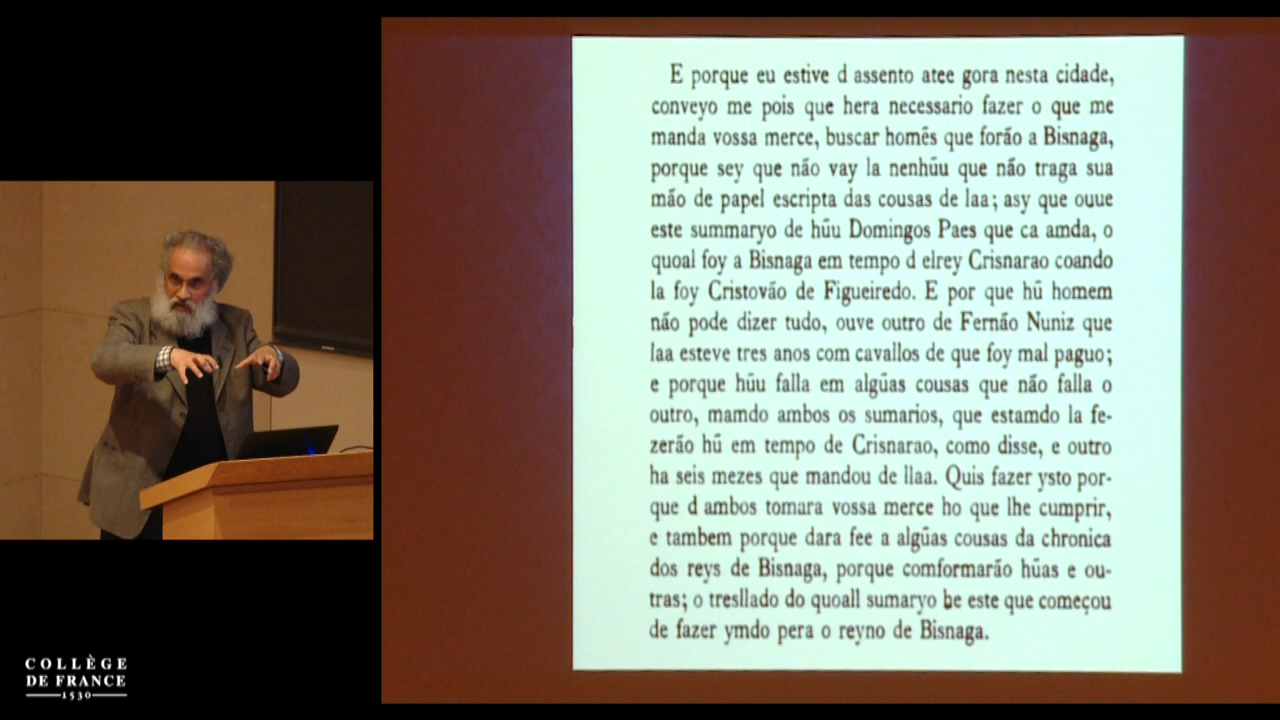 E porque eu estive d assento atee gora nesta cidade,
conveyo me pois que hera necessario fazer o que me
manda vossa merce, buscar homẽs que forão a Bisnaga,
porque sey que não vay la nenhũu que não traga sua
mão de papel escripta das cousas de laa; asy que ouue
este summaryo de hũu Domingos Paes que ca amda, o
quoal foy a Bisnaga em tempo d elrey Crisnarao coando
la foy Cristovão de Figueiredo. E por que hũ homem
não pode dizer tudo, ouve outro de Fernão Nuniz que
laa esteve tres anos com cavallos de que foy mal paguo;
e porque hũu falla em algũas cousas que não falla o
outro, mamdo ambos os sumarios, que estamdo la fe-
zerão hũ em tempo de Crisnarao, como disse, e outro
ha seis mezes que mandou de llaa. Quis fazer ysto por-
que d ambos tomara vossa merce ho que lhe cumprir,
e tambem porque dara fee a algũas cousas da chronica
dos reys de Bisnaga, porque comformarão hũas e ou-
tras; o tresllado do quoall sumaryo he este que começou
de fazer ymdo pera o reyno de Bisnaga.
COLLÈGE
DE FRANCE
1530